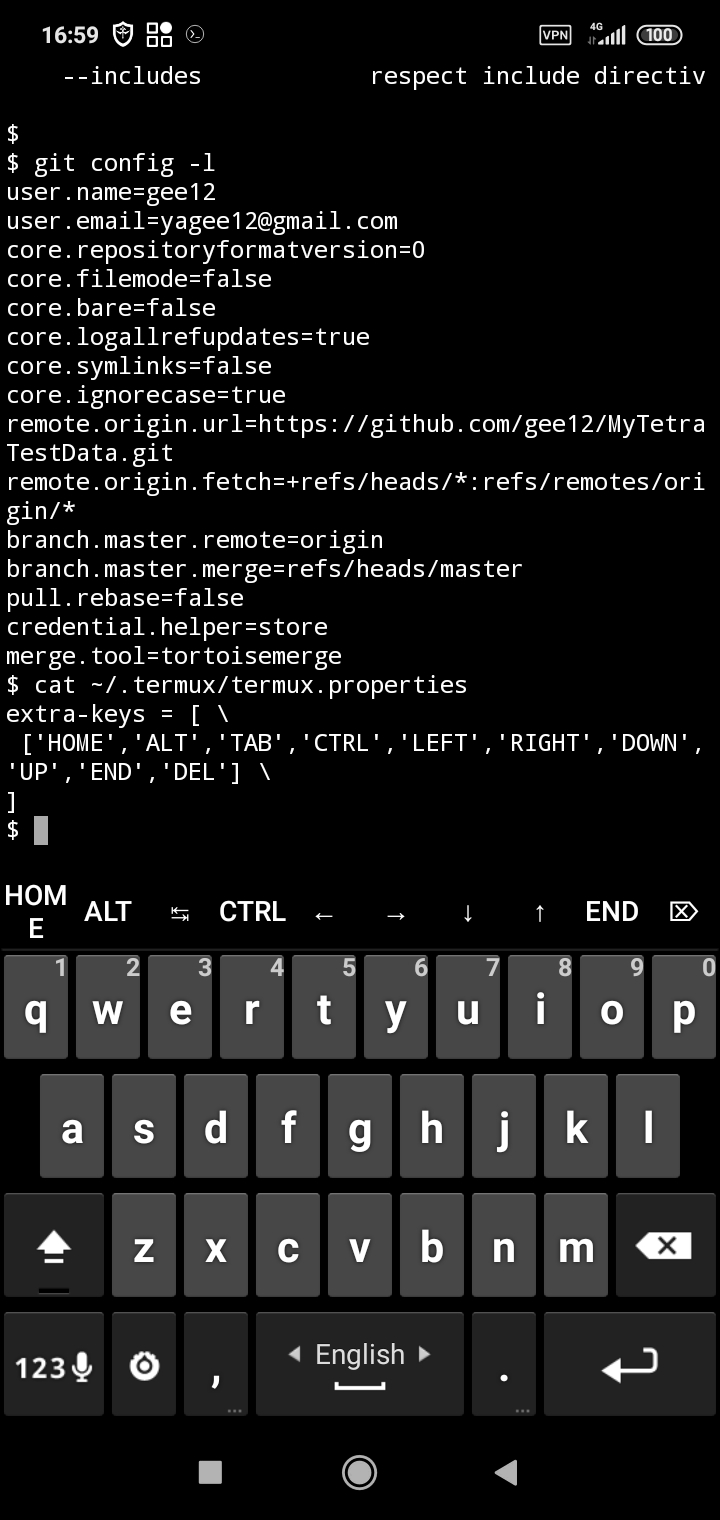 16:59 VPN 4G 100
--includes respect include directiv
$
$ git config -l
user.name=gee12
user.email=yagee12@gmail.com
core.repositoryformatversion=0
core.filemode=false
core.bare=false
core.logallrefupdates=true
core.symlinks=false
core.ignorecase=true
remote.origin.url=https://github.com/gee12/MyTetra
TestData.git
remote.origin.fetch=+refs/heads/*:refs/remotes/ori
gin/*
branch.master.remote=origin
branch.master.merge=refs/heads/master
pull.rebase=false
credential.helper=store
merge.tool=tortoisemerge
$ cat ~/.termux/termux.properties
extra-keys = [ \
 ['HOME','ALT','TAB','CTRL','LEFT','RIGHT','DOWN',
'UP','END','DEL'] \
]
$
HOM
E ALT ↹ CTRL ← → ↓ ↑ END ⌦
1 2 3 4 5 6 7 8 9 0
q w e r t y u i o p
a s d f g h j k l
z x c v b n m
123 , English .